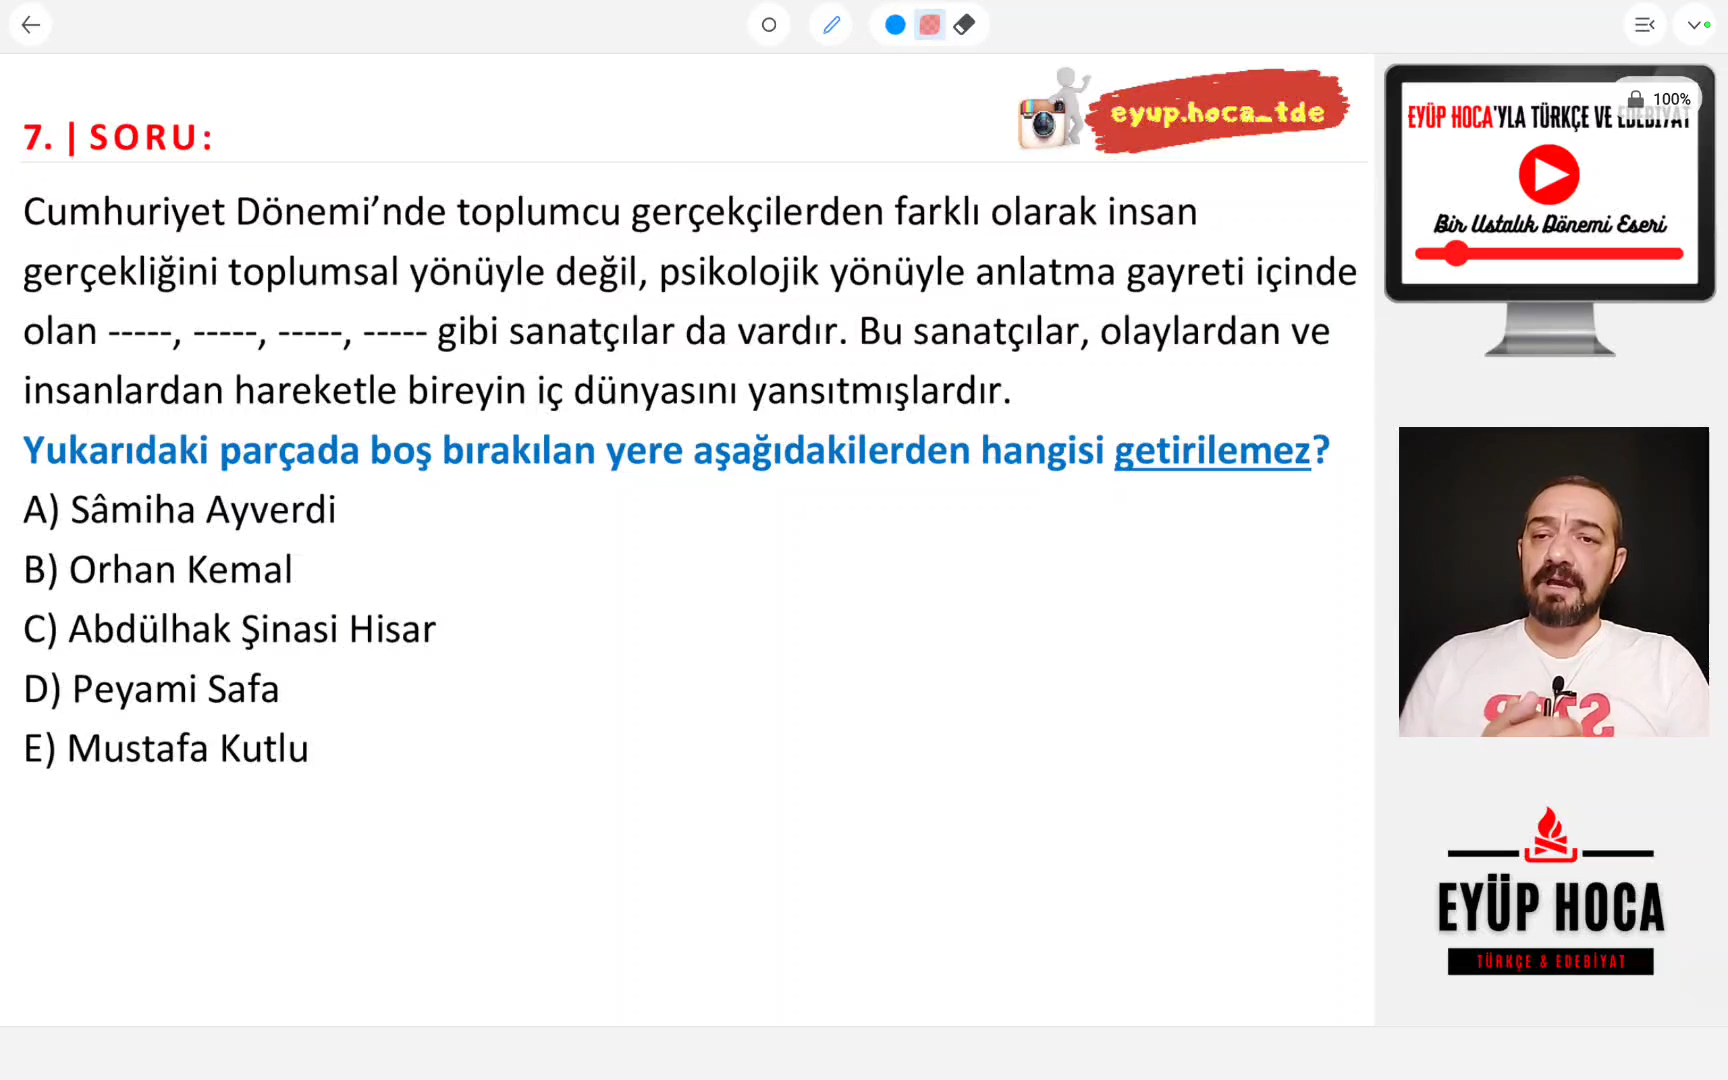 100%
eyup.hoca_tde
EYÜP HOCA'YLA TÜRKÇE VE EDEBİYAT
Bir Ustalık Dönemi Eseri
7. | SORU:
Cumhuriyet Dönemi’nde toplumcu gerçekçilerden farklı olarak insan
gerçekliğini toplumsal yönüyle değil, psikolojik yönüyle anlatma gayreti içinde
olan -----, -----, -----, ----- gibi sanatçılar da vardır. Bu sanatçılar, olaylardan ve
insanlardan hareketle bireyin iç dünyasını yansıtmışlardır.
Yukarıdaki parçada boş bırakılan yere aşağıdakilerden hangisi getirilemez?
A) Sâmiha Ayverdi
B) Orhan Kemal
C) Abdülhak Şinasi Hisar
D) Peyami Safa
E) Mustafa Kutlu
EYÜP HOCA
TÜRKÇE & EDEBİYAT